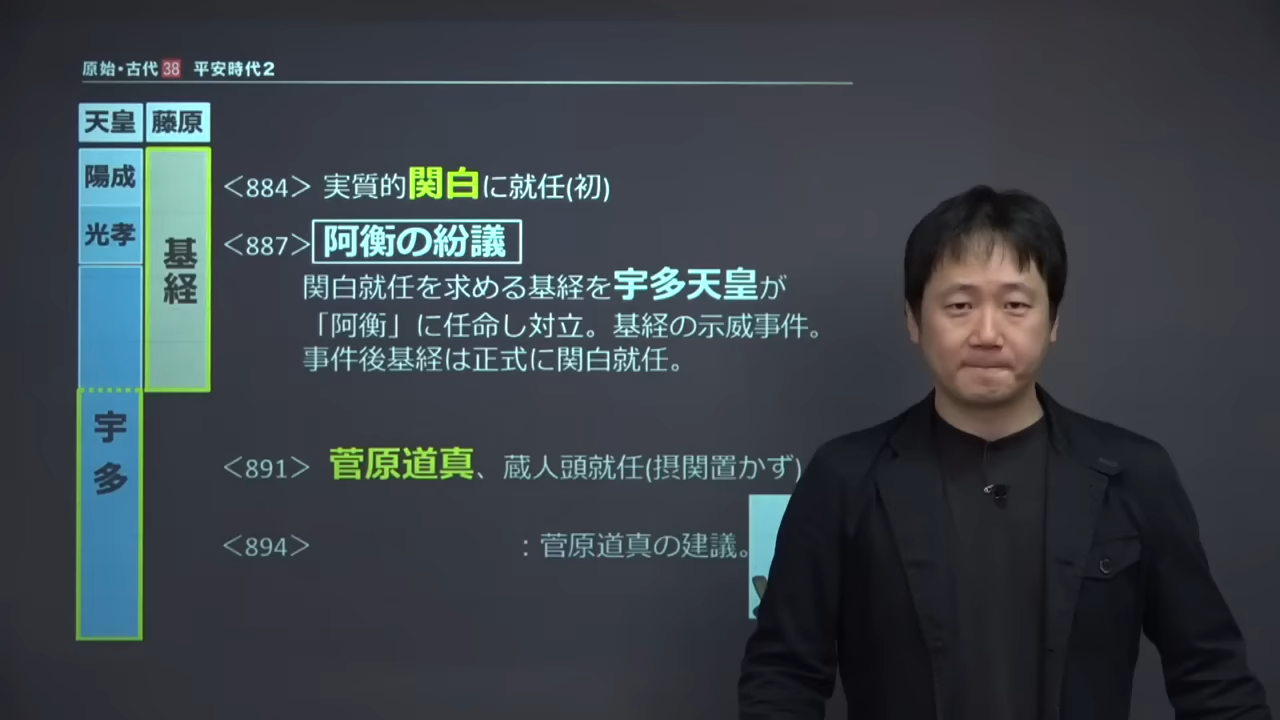 原始・古代38 平安時代2
天皇 藤原
陽成
光孝
基経
宇多
<884> 実質的関白に就任(初)
<887>阿衡の紛議
関白就任を求める基経を宇多天皇が
「阿衡」に任命し対立。基経の示威事件。
事件後基経は正式に関白就任。
<891> 菅原道真、蔵人頭就任(摂関置かず)
<894> :菅原道真の建議。